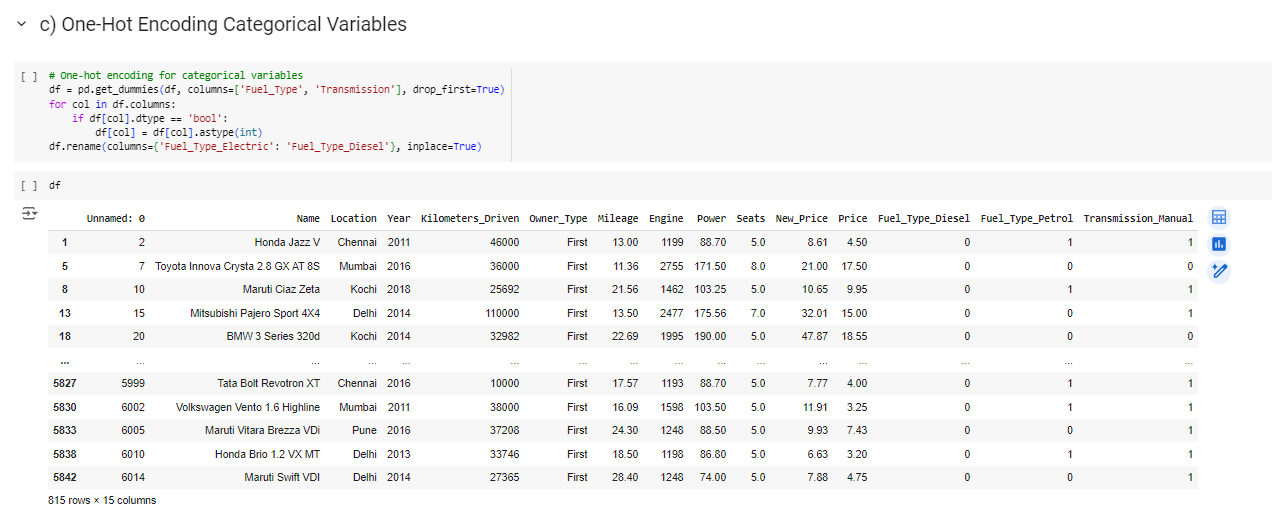 c) One-Hot Encoding Categorical Variables
[ ] # One-hot encoding for categorical variables
df = pd.get_dummies(df, columns=['Fuel_Type', 'Transmission'], drop_first=True)
for col in df.columns:
if df[col].dtype == 'bool':
df[col] = df[col].astype(int)
df.rename(columns={'Fuel_Type_Electric': 'Fuel_Type_Diesel'}, inplace=True)
[ ] df
Unnamed: 0 Name Location Year Kilometers_Driven Owner_Type Mileage Engine Power Seats New_Price Price Fuel_Type_Diesel Fuel_Type_Petrol Transmission_Manual
1 2 Honda Jazz V Chennai 2011 46000 First 13.00 1199 88.70 5.0 8.61 4.50 0 1 1
5 7 Toyota Innova Crysta 2.8 GX AT 8S Mumbai 2016 36000 First 11.36 2755 171.50 8.0 21.00 17.50 0 0 0
8 10 Maruti Ciaz Zeta Kochi 2018 25692 First 21.56 1462 103.25 5.0 10.65 9.95 0 1 1
13 15 Mitsubishi Pajero Sport 4X4 Delhi 2014 110000 First 13.50 2477 175.56 7.0 32.01 15.00 0 0 1
18 20 BMW 3 Series 320d Kochi 2014 32982 First 22.69 1995 190.00 5.0 47.87 18.55 0 0 0
... ... ... ... ... ... ... ... ... ... ... ... ... ... ... ...
5827 5999 Tata Bolt Revotron XT Chennai 2016 10000 First 17.57 1193 88.70 5.0 7.77 4.00 0 1 1
5830 6002 Volkswagen Vento 1.6 Highline Mumbai 2011 38000 First 16.09 1598 103.50 5.0 11.91 3.25 0 1 1
5833 6005 Maruti Vitara Brezza VDi Pune 2016 37208 First 24.30 1248 88.50 5.0 9.93 7.43 0 0 1
5838 6010 Honda Brio 1.2 VX MT Delhi 2013 33746 First 18.50 1198 86.80 5.0 6.63 3.20 0 1 1
5842 6014 Maruti Swift VDI Delhi 2014 27365 First 28.40 1248 74.00 5.0 7.88 4.75 0 0 1
815 rows × 15 columns